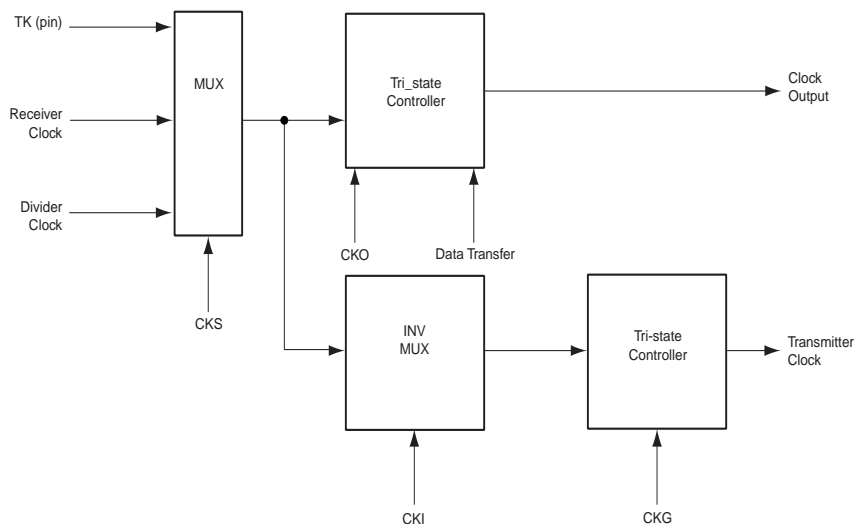 TK (pin)
MUX
Tri_state
Controller
Clock
Output
Receiver
Clock
Divider
Clock
CKO
Data Transfer
CKS
INV
MUX
Tri-state
Controller
Transmitter
Clock
CKI
CKG